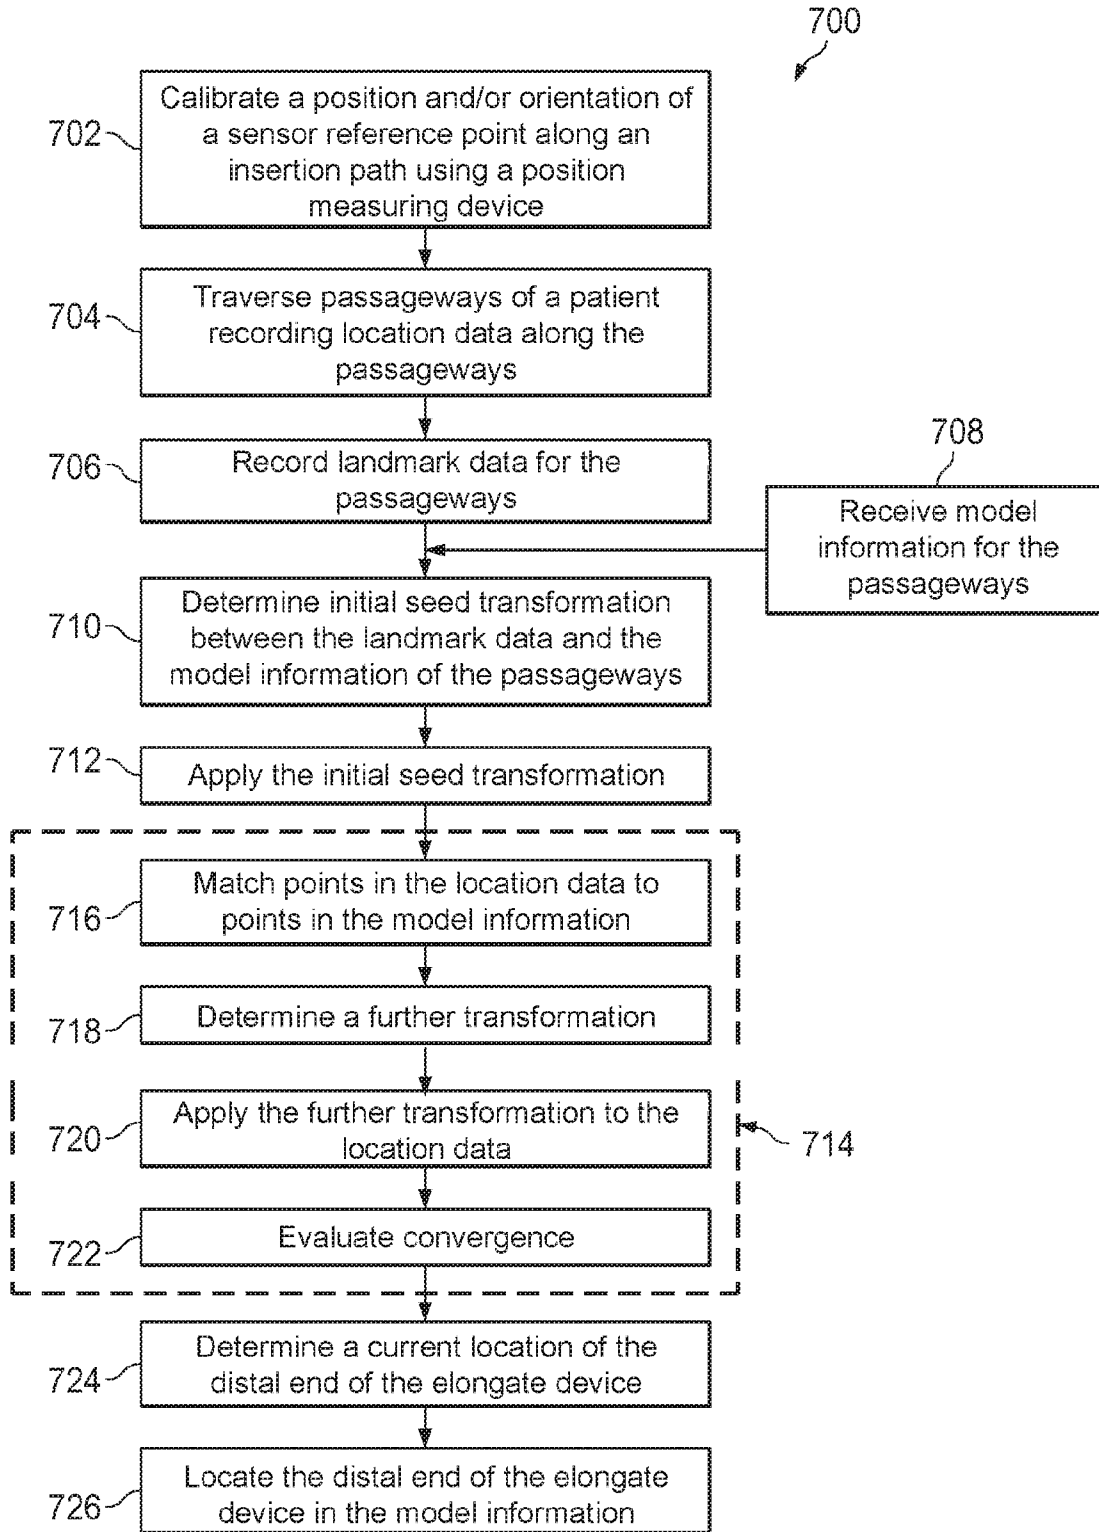 700
702
Calibrate a position and/or orientation of
a sensor reference point along an
insertion path using a position
measuring device
704
Traverse passageways of a patient
recording location data along the
passageways
706
Record landmark data for the
passageways
708
Receive model
information for the
passageways
710
Determine initial seed transformation
between the landmark data and the
model information of the passageways
712
Apply the initial seed transformation
716
Match points in the location data to
points in the model information
718
Determine a further transformation
720
Apply the further transformation to the
location data
714
722
Evaluate convergence
724
Determine a current location of the
distal end of the elongate device
726
Locate the distal end of the elongate
device in the model information